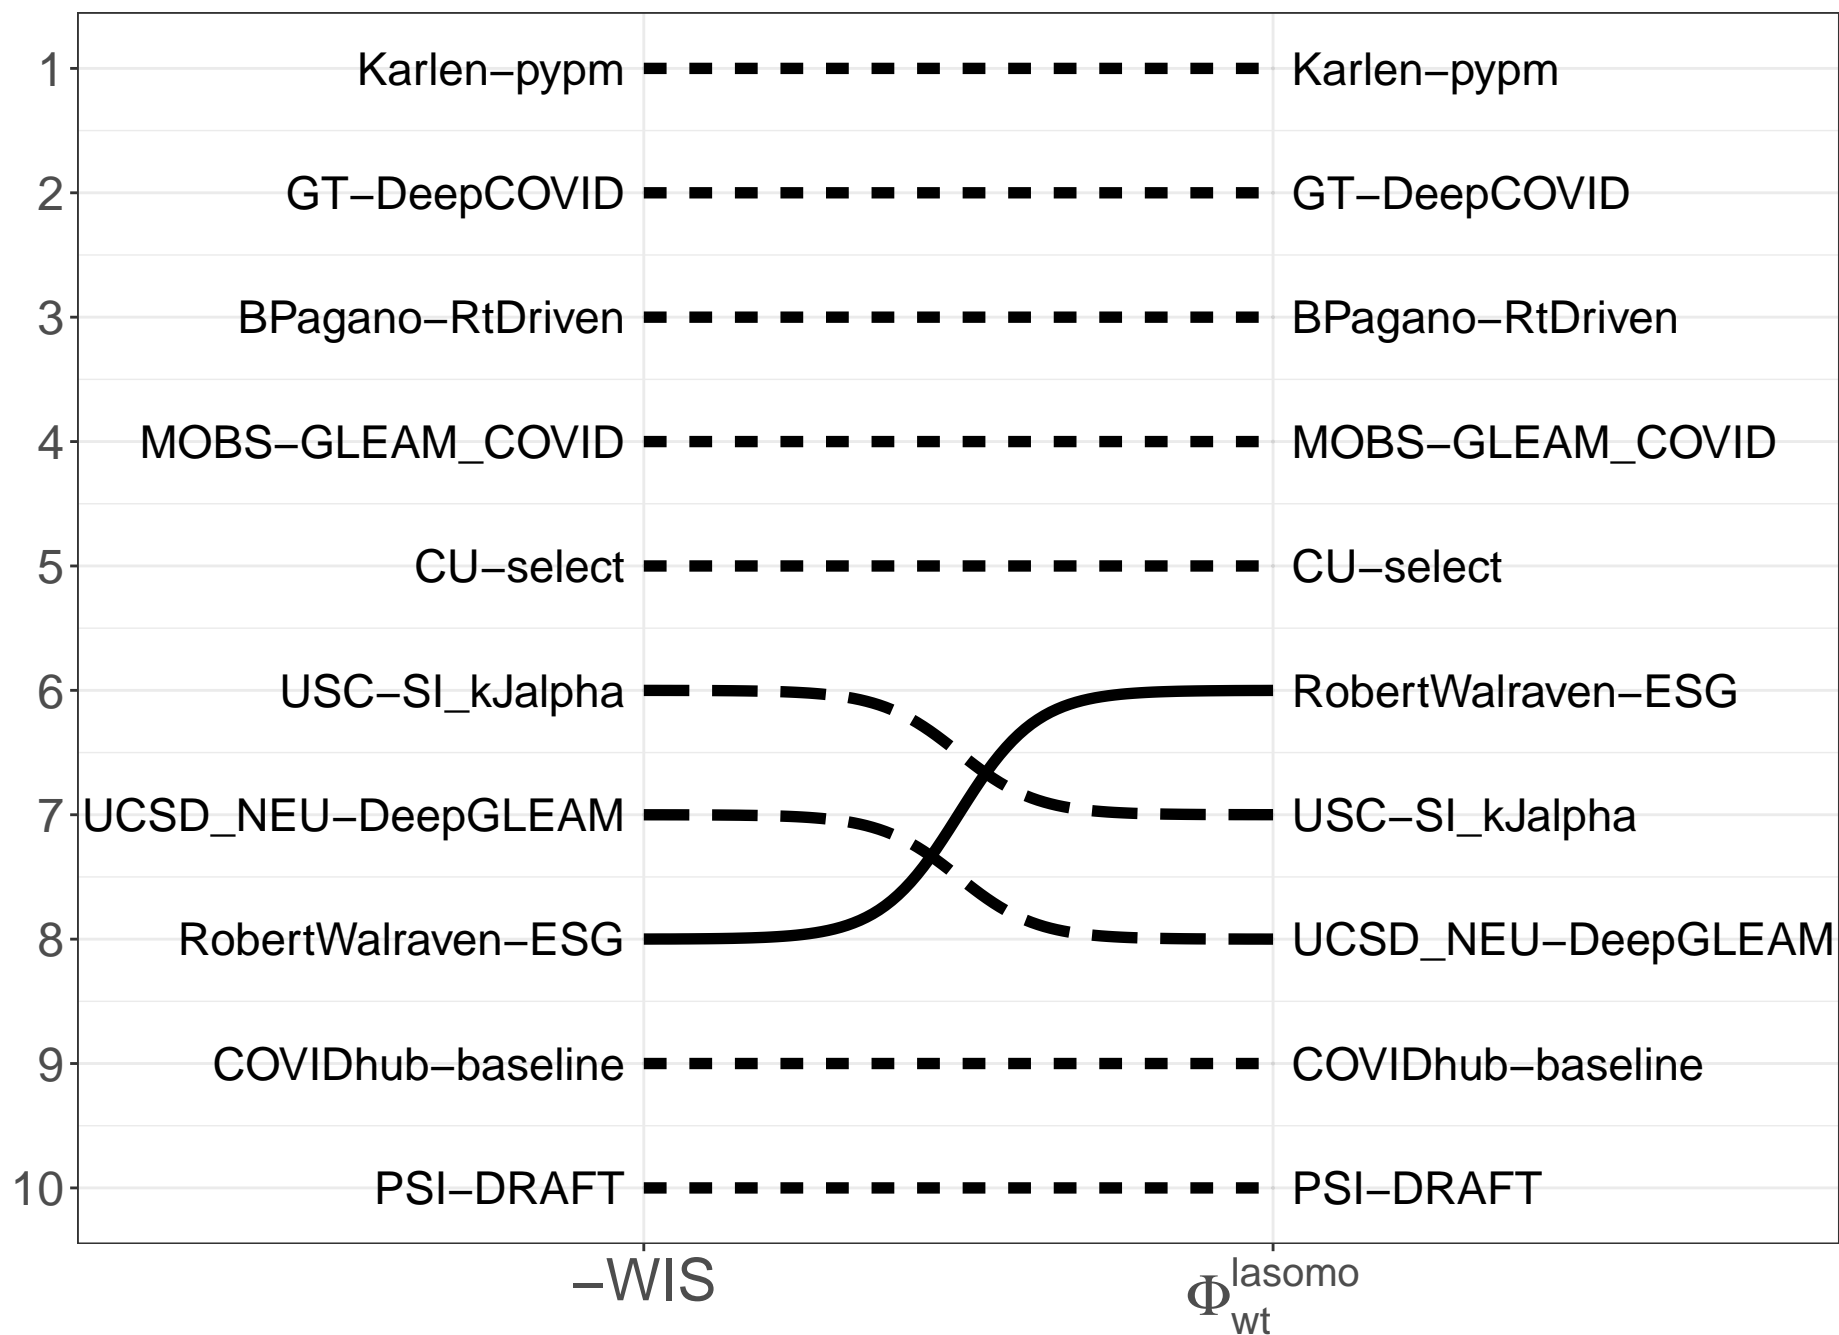 1 Karlen−pypm Karlen−pypm
2 GT−DeepCOVID GT−DeepCOVID
3 BPagano−RtDriven BPagano−RtDriven
4 MOBS−GLEAM_COVID MOBS−GLEAM_COVID
5 CU−select CU−select
6 USC−SI_kJalpha RobertWalraven−ESG
7 UCSD_NEU−DeepGLEAM USC−SI_kJalpha
8 RobertWalraven−ESG UCSD_NEU−DeepGLEAM
9 COVIDhub−baseline COVIDhub−baseline
10 PSI−DRAFT PSI−DRAFT
−WIS Φ lasomo wt